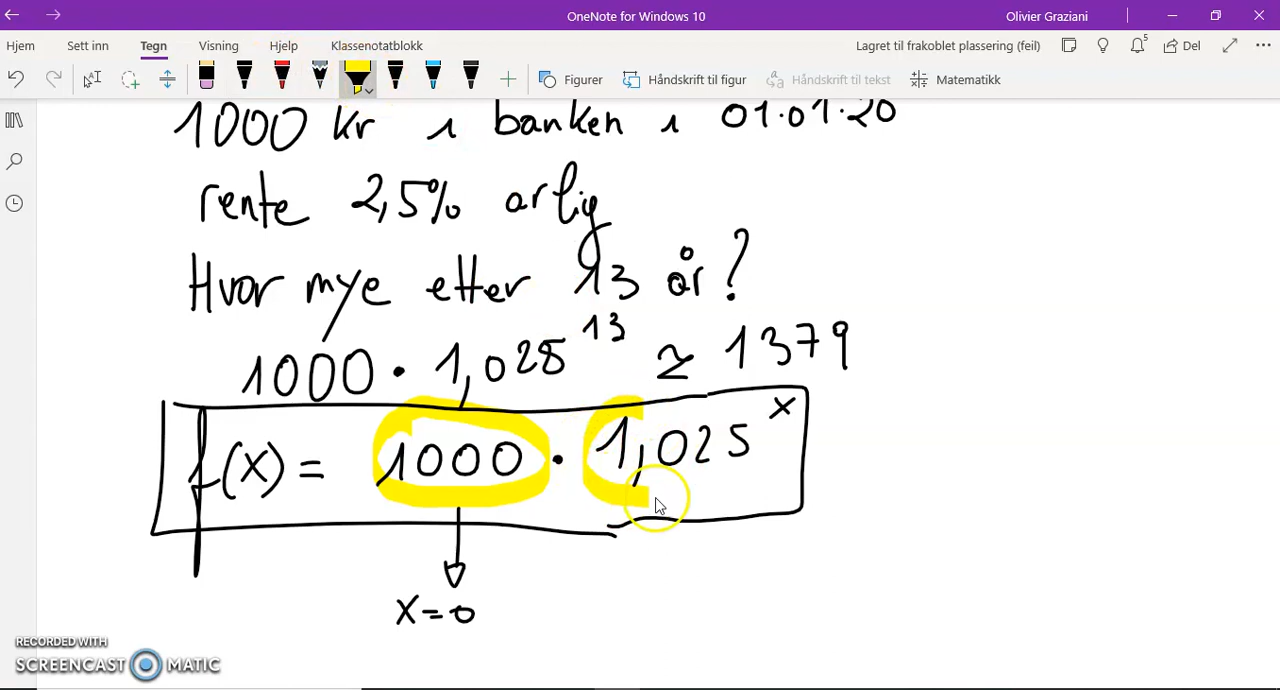 OneNote for Windows 10
Olivier Graziani
Hjem Sett inn Tegn Visning Hjelp Klassenotatblokk
Lagret til frakoblet plassering (feil)
5
Del
Figurer Håndskrift til figur Håndskrift til tekst Matematikk
1000 kr i banken i 01.01.20
rente 2,5% arlig
Hvor mye etter 13 år?
1000 · 1,025^13 ≃ 1379
f(x) = 1000 · 1,025^x
x=0
RECORDED WITH
SCREENCAST MATIC